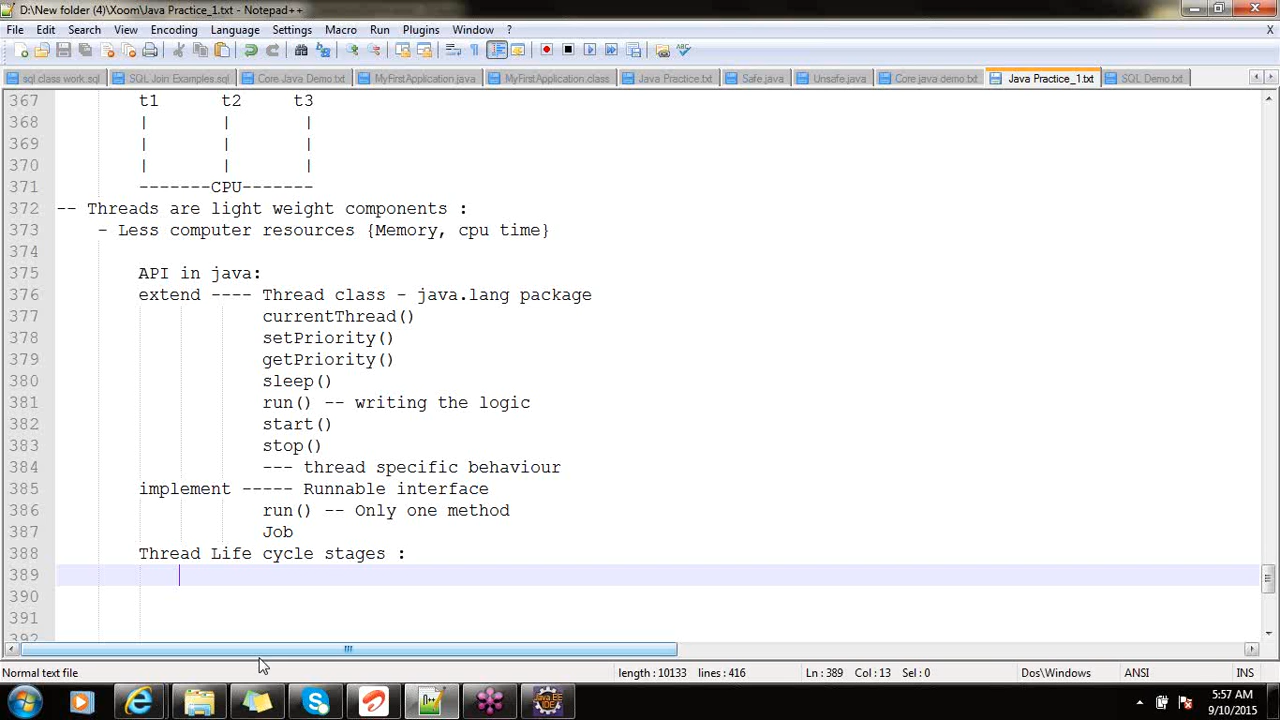 D:\New folder (4)\Xoom\Java Practice_1.txt - Notepad++
File Edit Search View Encoding Language Settings Macro Run Plugins Window ? X
sql class work.sql SQL Join Examples.sql Core Java Demo.txt MyFirstApplication.java MyFirstApplication.class Java Practice.txt Safe.java Unsafe.java Core java demo.txt Java Practice_1.txt SQL Demo.txt
367 t1 t2 t3
368 | | |
369 | | |
370 | | |
371 -------CPU-------
372 -- Threads are light weight components :
373 - Less computer resources {Memory, cpu time}
374
375 API in java:
376 extend ---- Thread class - java.lang package
377 currentThread()
378 setPriority()
379 getPriority()
380 sleep()
381 run() -- writing the logic
382 start()
383 stop()
384 --- thread specific behaviour
385 implement ----- Runnable interface
386 run() -- Only one method
387 Job
388 Thread Life cycle stages :
389
390
391
392
Normal text file length : 10133 lines : 416 Ln : 389 Col : 13 Sel : 0 Dos\Windows ANSI INS
5:57 AM
9/10/2015